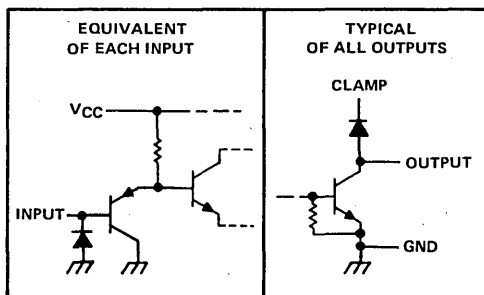 EQUIVALENT
OF EACH INPUT
VCC
INPUT
TYPICAL
OF ALL OUTPUTS
CLAMP
OUTPUT
GND